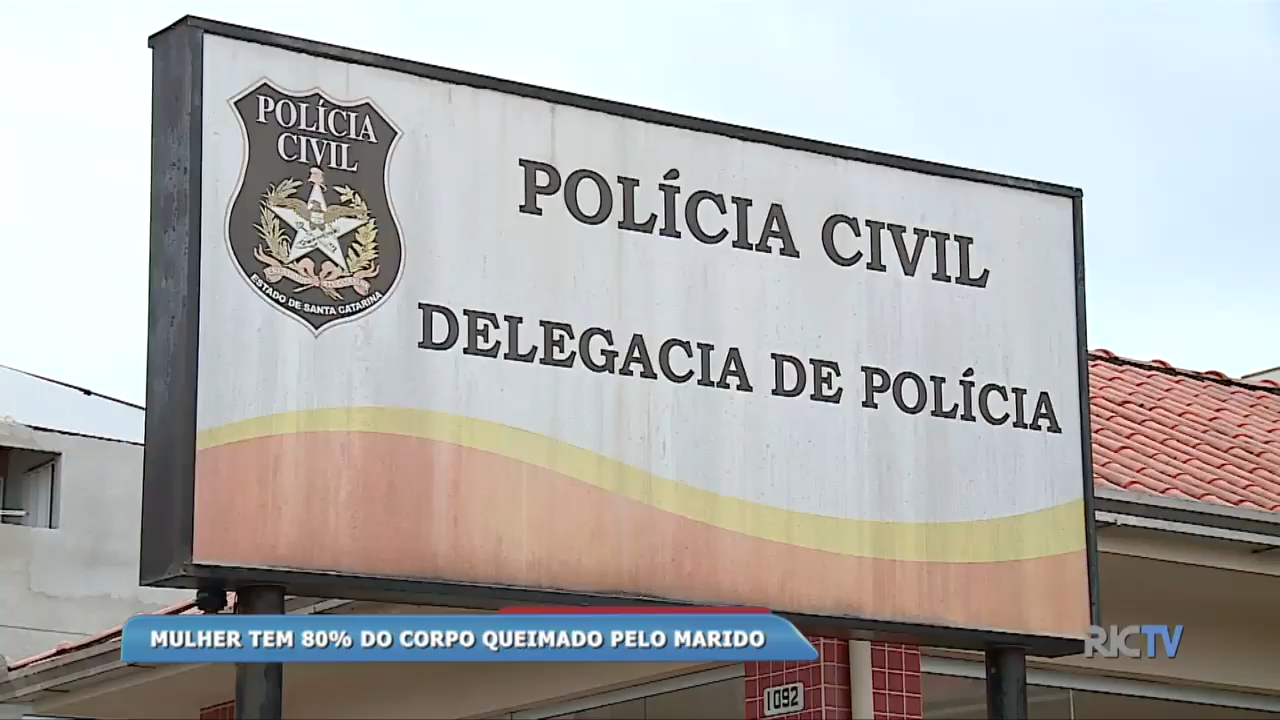 POLÍCIA
CIVIL
ESTADO DE SANTA CATARINA
POLÍCIA CIVIL
DELEGACIA DE POLÍCIA
MULHER TEM 80% DO CORPO QUEIMADO PELO MARIDO
RICTV
1092